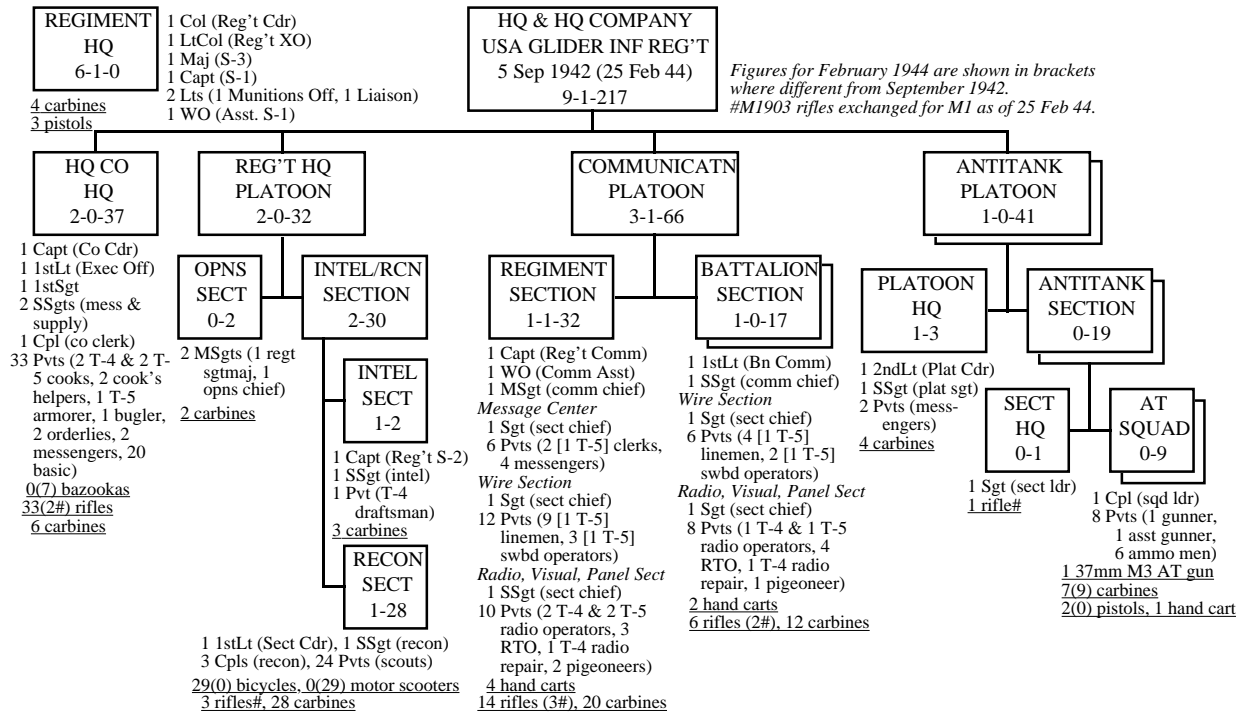 REGIMENT
HQ
6-1-0
4 carbines
3 pistols
1 Col (Reg't Cdr)
1 LtCol (Reg't XO)
1 Maj (S-3)
1 Capt (S-1)
2 Lts (1 Munitions Off, 1 Liaison)
1 WO (Asst. S-1)
HQ & HQ COMPANY
USA GLIDER INF REG'T
5 Sep 1942 (25 Feb 44)
9-1-217
Figures for February 1944 are shown in brackets
where different from September 1942.
#M1903 rifles exchanged for M1 as of 25 Feb 44.
HQ CO
HQ
2-0-37
1 Capt (Co Cdr)
1 1stLt (Exec Off)
1 1stSgt
2 SSgts (mess &
supply)
1 Cpl (co clerk)
33 Pvts (2 T-4 & 2 T-
5 cooks, 2 cook's
helpers, 1 T-5
armorer, 1 bugler,
2 orderlies, 2
messengers, 20
basic)
0(7) bazookas
33(2#) rifles
6 carbines
REG'T HQ
PLATOON
2-0-32
OPNS
SECT
0-2
2 MSgts (1 regt
sgtmaj, 1
opns chief)
2 carbines
INTEL/RCN
SECTION
2-30
INTEL
SECT
1-2
1 Capt (Reg't S-2)
1 SSgt (intel)
1 Pvt (T-4
draftsman)
3 carbines
RECON
SECT
1-28
1 1stLt (Sect Cdr), 1 SSgt (recon)
3 Cpls (recon), 24 Pvts (scouts)
29(0) bicycles, 0(29) motor scooters
3 rifles#, 28 carbines
COMMUNICATN
PLATOON
3-1-66
REGIMENT
SECTION
1-1-32
1 Capt (Reg't Comm)
1 WO (Comm Asst)
1 MSgt (comm chief)
Message Center
1 Sgt (sect chief)
6 Pvts (2 [1 T-5] clerks,
4 messengers)
Wire Section
1 Sgt (sect chief)
12 Pvts (9 [1 T-5]
linemen, 3 [1 T-5]
swbd operators)
Radio, Visual, Panel Sect
1 SSgt (sect chief)
10 Pvts (2 T-4 & 2 T-5
radio operators, 3
RTO, 1 T-4 radio
repair, 2 pigeoneers)
4 hand carts
14 rifles (3#), 20 carbines
BATTALION
SECTION
1-0-17
1 1stLt (Bn Comm)
1 SSgt (comm chief)
Wire Section
1 Sgt (sect chief)
6 Pvts (4 [1 T-5]
linemen, 2 [1 T-5]
swbd operators)
Radio, Visual, Panel Sect
1 Sgt (sect chief)
8 Pvts (1 T-4 & 1 T-5
radio operators, 4
RTO, 1 T-4 radio
repair, 1 pigeoneer)
2 hand carts
6 rifles (2#), 12 carbines
ANTITANK
PLATOON
1-0-41
PLATOON
HQ
1-3
1 2ndLt (Plat Cdr)
1 SSgt (plat sgt)
2 Pvts (mess-
engers)
4 carbines
ANTITANK
SECTION
0-19
SECT
HQ
0-1
1 Sgt (sect ldr)
1 rifle#
AT
SQUAD
0-9
1 Cpl (sqd ldr)
8 Pvts (1 gunner,
1 asst gunner,
6 ammo men)
1 37mm M3 AT gun
7(9) carbines
2(0) pistols, 1 hand cart